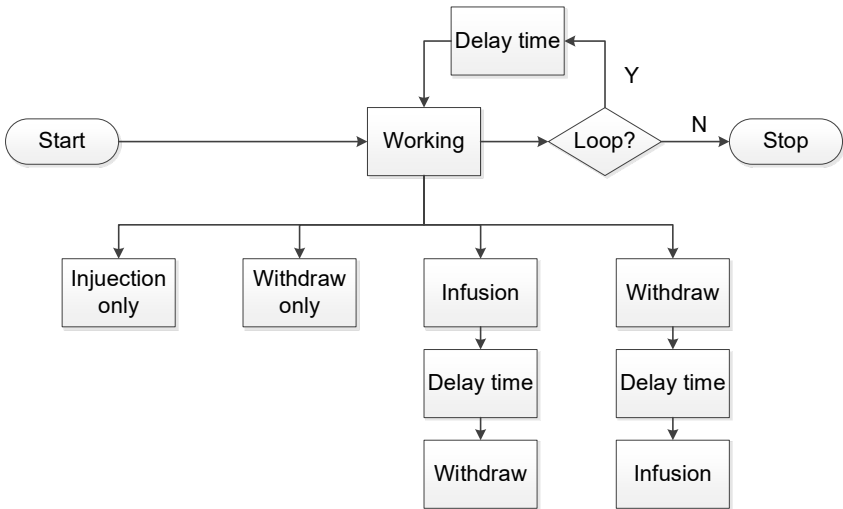 Delay time
Y
Start
Working
Loop?
N
Stop
Injuection
only
Withdraw
only
Infusion
Withdraw
Delay time
Delay time
Withdraw
Infusion